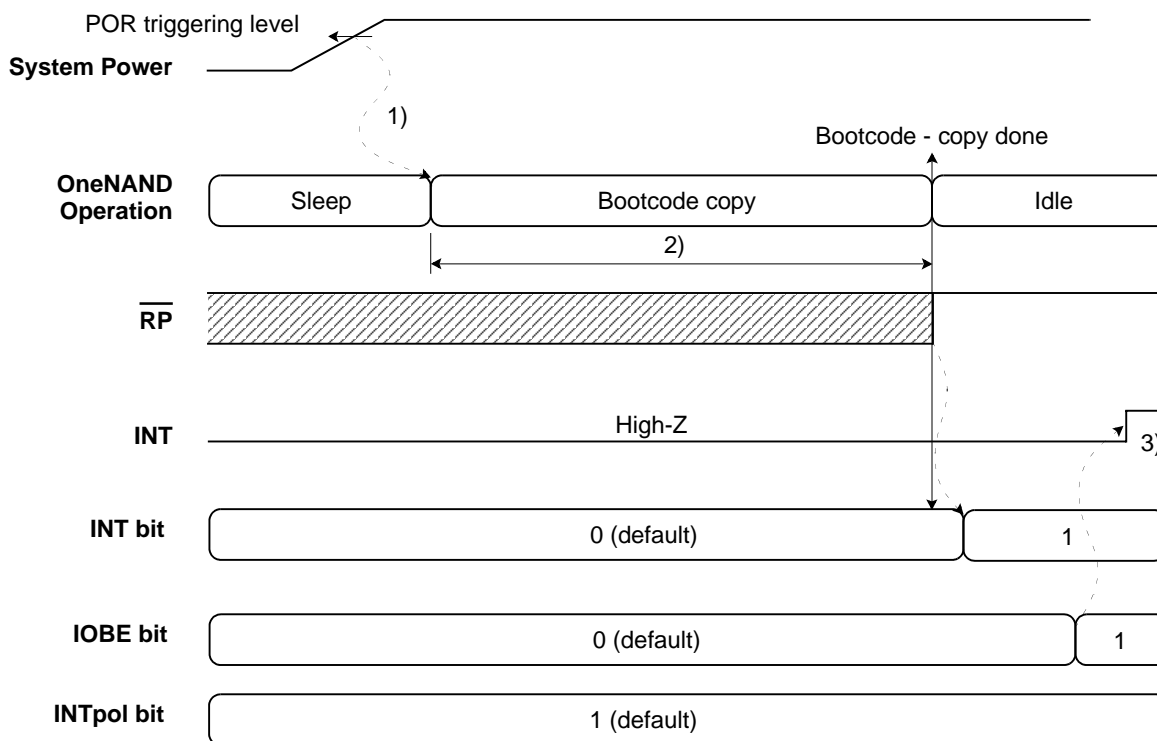 POR triggering level
System Power
1)
Bootcode - copy done
OneNAND
Operation
Sleep
Bootcode copy
Idle
2)
RP
High-Z
INT
3)
INT bit
0 (default)
1
IOBE bit
0 (default)
1
INTpol bit
1 (default)